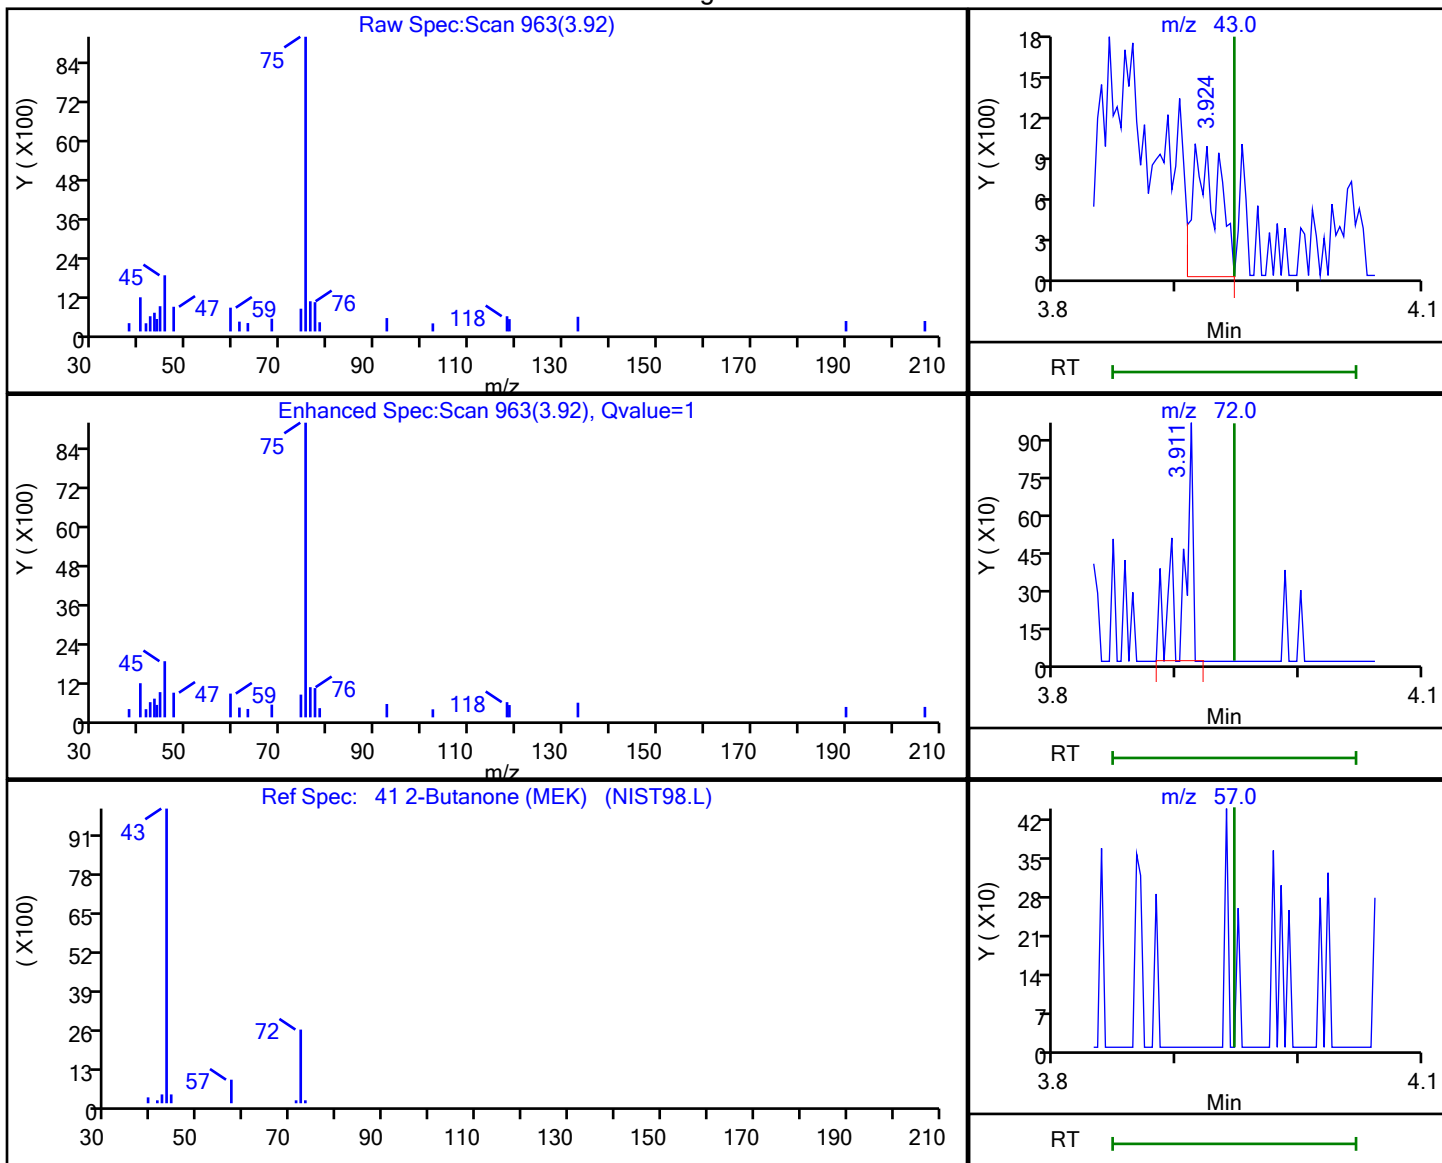 Raw Spec:Scan 963(3.92)
Y ( X100)
84
72
60
48
36
24
12
0
75
45
47
59
76
118
30 50 70 90 110 130 150 170 190 210
m/z
m/z 43.0
Y ( X100)
18
15
12
9
6
3
0
3.924
3.8 4.1
Min
RT
Enhanced Spec:Scan 963(3.92), Qvalue=1
Y ( X100)
84
72
60
48
36
24
12
0
75
45
47
59
76
118
30 50 70 90 110 130 150 170 190 210
m/z
m/z 72.0
Y ( X10)
90
75
60
45
30
15
0
3.911
3.8 4.1
Min
RT
Ref Spec: 41 2-Butanone (MEK) (NIST98.L)
( X100)
91
78
65
52
39
26
13
0
43
57
72
30 50 70 90 110 130 150 170 190 210
m/z 57.0
Y ( X10)
42
35
28
21
14
7
0
3.8 4.1
Min
RT